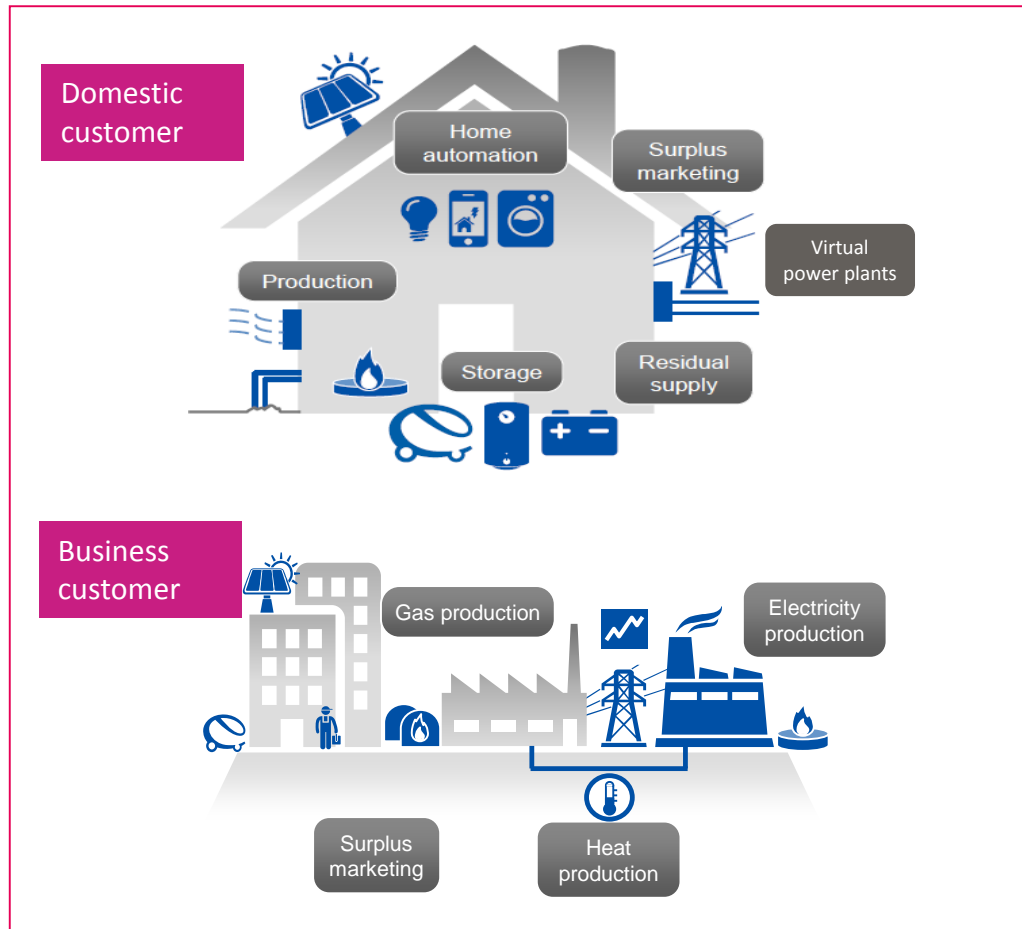 Domestic
customer
Home
automation
Surplus
marketing
Virtual
power plants
Production
Storage
Residual
supply
Business
customer
Gas production
Electricity
production
Surplus
marketing
Heat
production